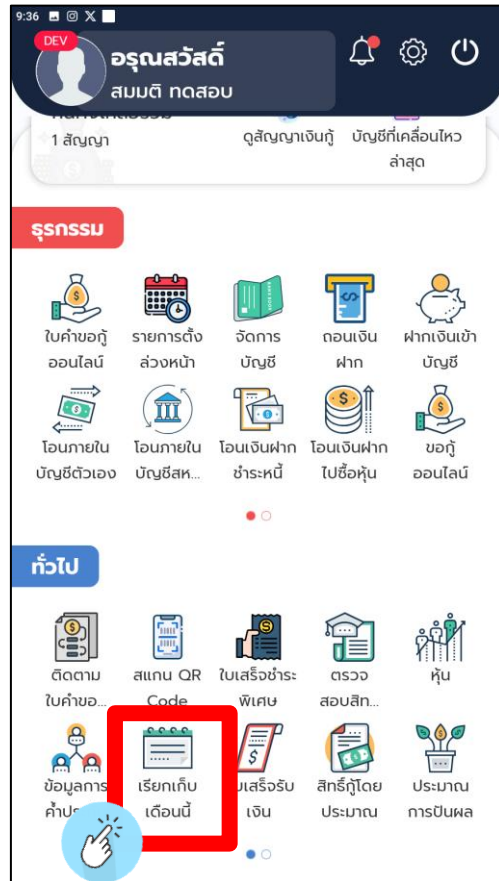 9:36
DEV
อรุณสวัสดิ์
สมมติ ทดสอบ
1 สัญญา
ดูสัญญาเงินกู้
บัญชีที่เคลื่อนไหว
ล่าสุด
ธุรกรรม
ใบคำขอกู้
ออนไลน์
รายการตั้ง
ล่วงหน้า
จัดการ
บัญชี
ถอนเงิน
ฝาก
ฝากเงินเข้า
บัญชี
โอนภายใน
บัญชีตัวเอง
โอนภายใน
บัญชีสห...
โอนเงินฝาก
ชำระหนี้
โอนเงินฝาก
ไปซื้อหุ้น
ขอกู้
ออนไลน์
ทั่วไป
ติดตาม
ใบคำขอ...
สแกน QR
Code
ใบเสร็จชำระ
พิเศษ
ตรวจ
สอบสิท...
หุ้น
ข้อมูลการ
เรียกเก็บ
เดือนนี้
เงิน
สิทธิ์กู้โดย
ประมาณ
ประมาณ
การปันผล